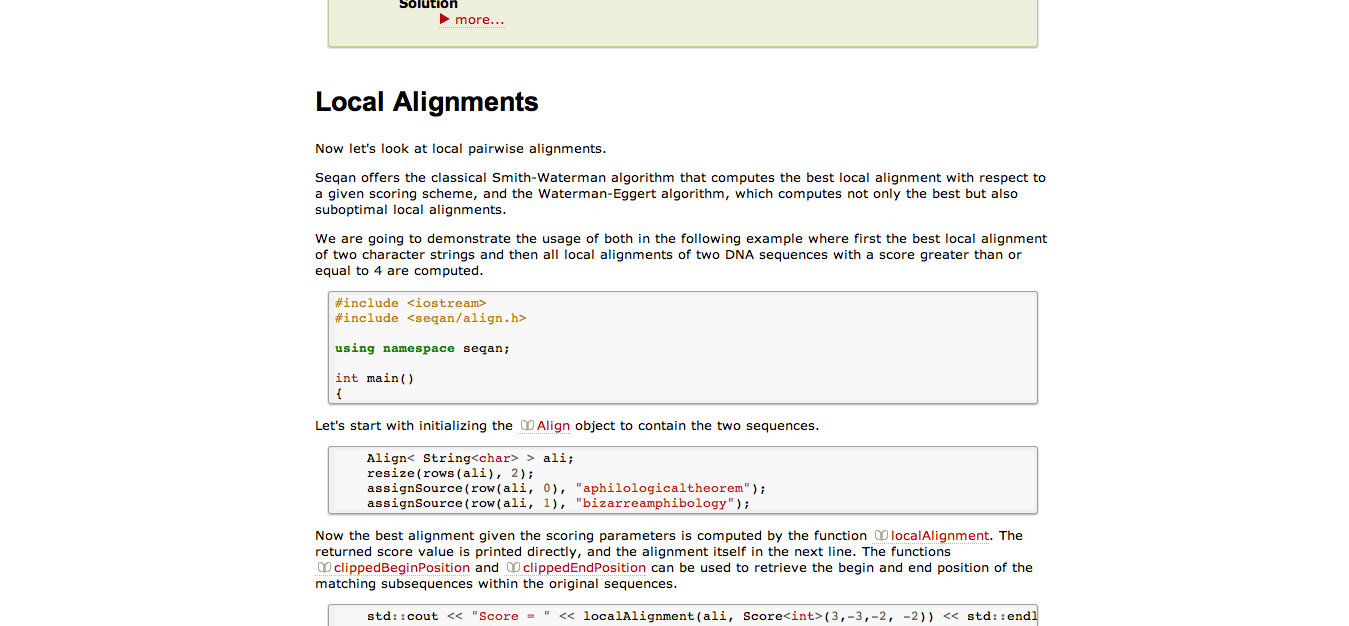 Solution
more...
Local Alignments
Now let's look at local pairwise alignments.
Seqan offers the classical Smith-Waterman algorithm that computes the best local alignment with respect to
a given scoring scheme, and the Waterman-Eggert algorithm, which computes not only the best but also
suboptimal local alignments.
We are going to demonstrate the usage of both in the following example where first the best local alignment
of two character strings and then all local alignments of two DNA sequences with a score greater than or
equal to 4 are computed.
#include <iostream>
#include <seqan/align.h>
using namespace seqan;
int main()
{
Let's start with initializing the Align object to contain the two sequences.
Align< String<char> > ali;
resize(rows(ali), 2);
assignSource(row(ali, 0), "aphilologicaltheorem");
assignSource(row(ali, 1), "bizarreamphibology");
Now the best alignment given the scoring parameters is computed by the function localAlignment. The
returned score value is printed directly, and the alignment itself in the next line. The functions
clippedBeginPosition and clippedEndPosition can be used to retrieve the begin and end position of the
matching subsequences within the original sequences.
std::cout << "Score = " << localAlignment(ali, Score<int>(3,-3,-2, -2)) << std::endl